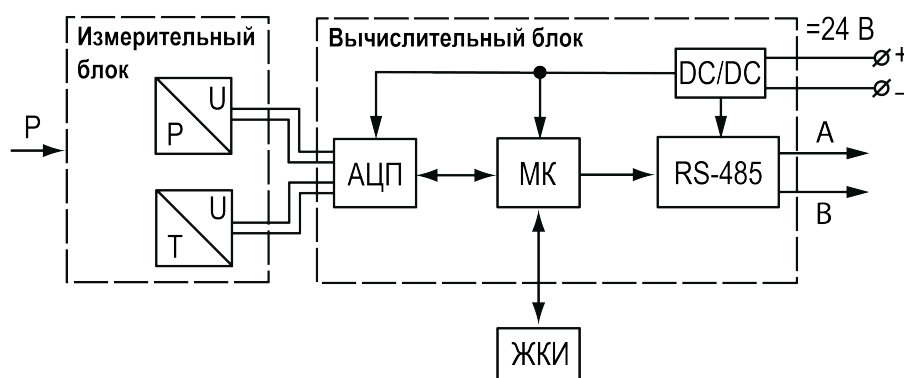 Измерительный
блок
Вычислительный блок
=24 В
+
–
DC/DC
P
U
P
U
T
АЦП
МК
RS-485
A
B
ЖКИ